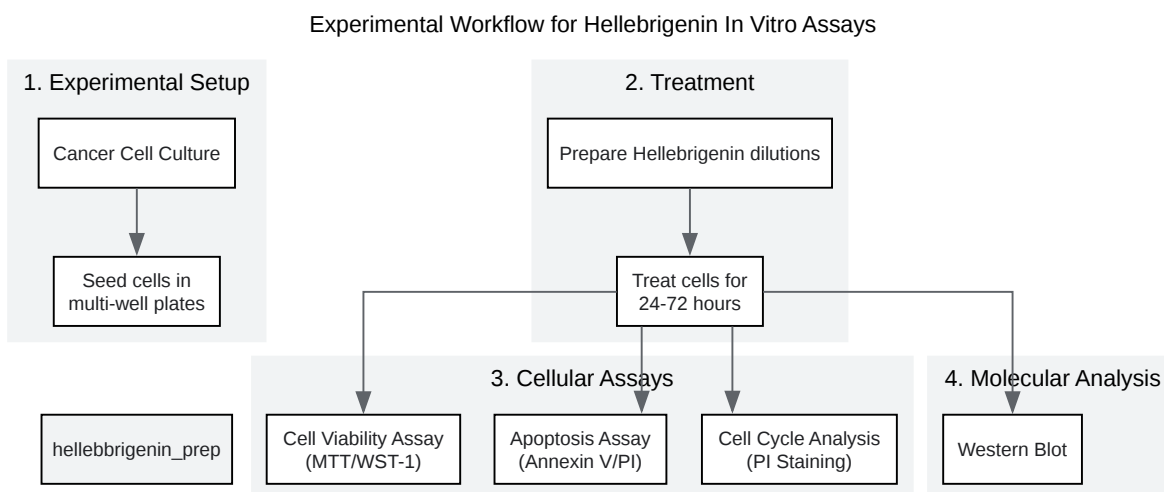 Experimental Workflow for Hellebrigenin In Vitro Assays
1. Experimental Setup
Cancer Cell Culture
Seed cells in
multi-well plates
2. Treatment
Prepare Hellebrigenin dilutions
Treat cells for
24-72 hours
3. Cellular Assays
Cell Viability Assay
(MTT/WST-1)
Apoptosis Assay
(Annexin V/PI)
Cell Cycle Analysis
(PI Staining)
4. Molecular Analysis
Western Blot
hellebbrigenin_prep